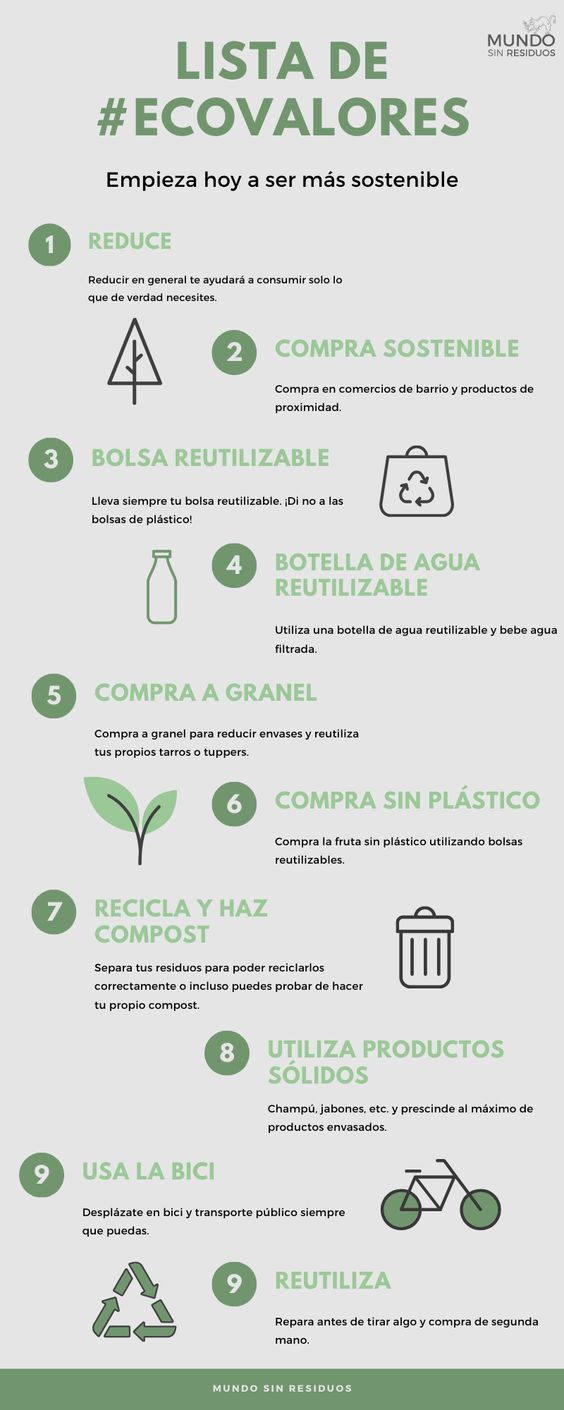 MUNDO
SIN RESIDUOS
LISTA DE
#ECOVALORES
Empieza hoy a ser más sostenible
1
REDUCE
Reducir en general te ayudará a consumir solo lo
que de verdad necesites.
2
COMPRA SOSTENIBLE
Compra en comercios de barrio y productos de
proximidad.
3
BOLSA REUTILIZABLE
Lleva siempre tu bolsa reutilizable. ¡Di no a las
bolsas de plástico!
4
BOTELLA DE AGUA
REUTILIZABLE
Utiliza una botella de agua reutilizable y bebe agua
filtrada.
5
COMPRA A GRANEL
Compra a granel para reducir envases y reutiliza
tus propios tarros o tuppers.
6
COMPRA SIN PLÁSTICO
Compra la fruta sin plástico utilizando bolsas
reutilizables.
7
RECICLA Y HAZ
COMPOST
Separa tus residuos para poder reciclarlos
correctamente o incluso puedes probar de hacer
tu propio compost.
8
UTILIZA PRODUCTOS
SÓLIDOS
Champú, jabones, etc. y prescinde al máximo de
productos envasados.
9
USA LA BICI
Desplázate en bici y transporte público siempre
que puedas.
9
REUTILIZA
Repara antes de tirar algo y compra de segunda
mano.
MUNDO SIN RESIDUOS